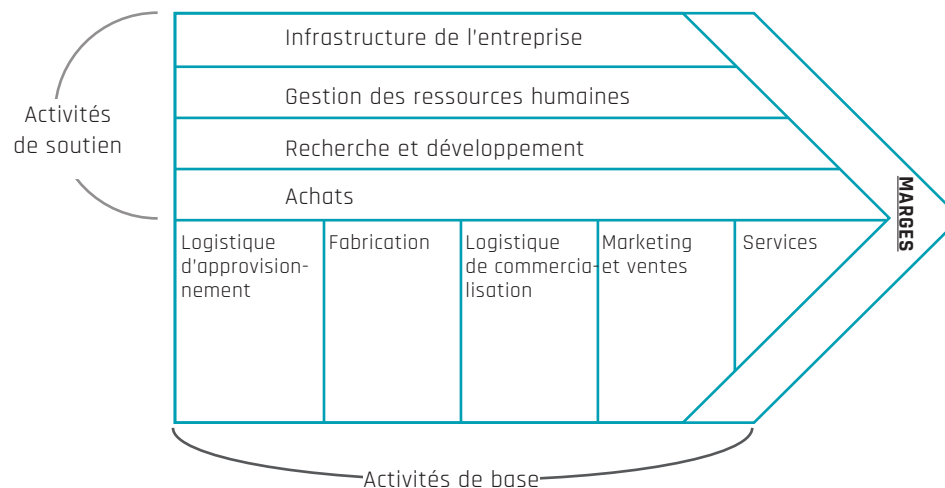 Infrastructure de l'entreprise
Gestion des ressources humaines
Activités
de soutien
Recherche et développement
Achats
MARGES
Logistique
d'approvision-
nement
Fabrication
Logistique
de commercia-
lisation
Marketing
et ventes
Services
Activités de base